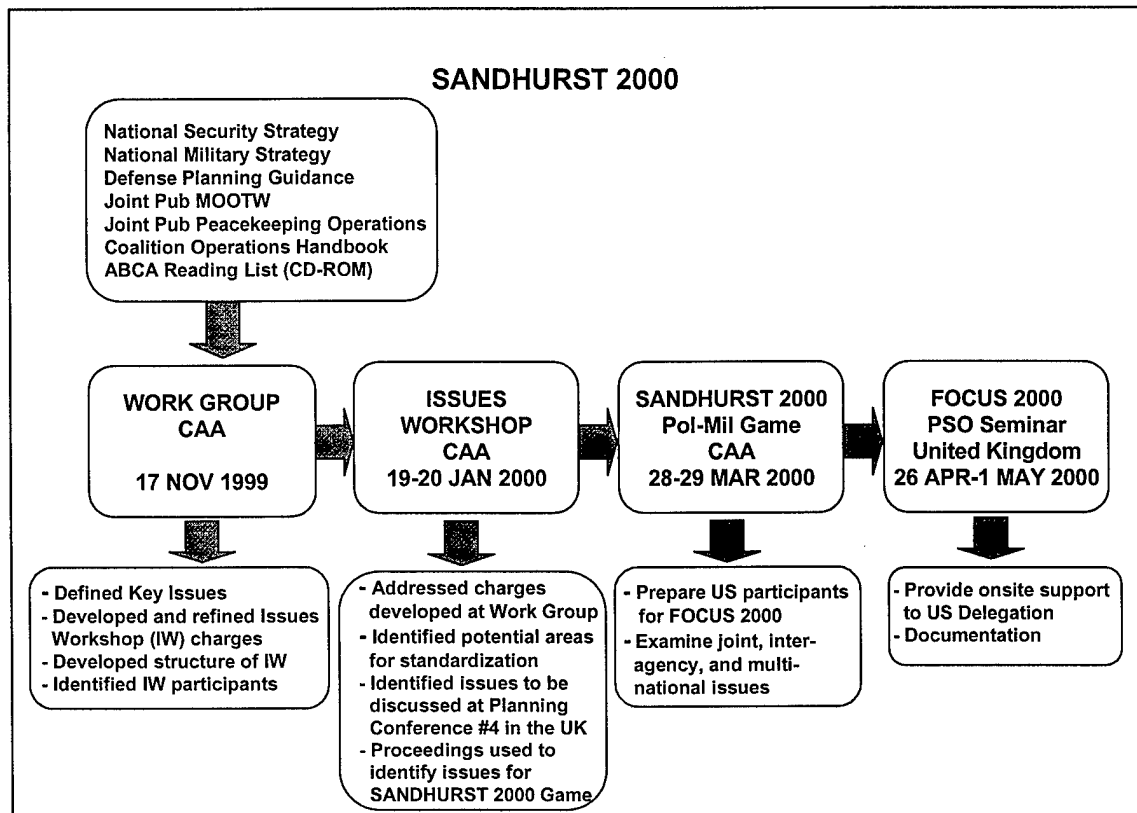 SANDHURST 2000
National Security Strategy
National Military Strategy
Defense Planning Guidance
Joint Pub MOOTW
Joint Pub Peacekeeping Operations
Coalition Operations Handbook
ABCA Reading List (CD-ROM)
WORK GROUP
CAA
17 NOV 1999
ISSUES
WORKSHOP
CAA
19-20 JAN 2000
SANDHURST 2000
Pol-Mil Game
CAA
28-29 MAR 2000
FOCUS 2000
PSO Seminar
United Kingdom
26 APR-1 MAY 2000
- Defined Key Issues
- Developed and refined Issues
Workshop (IW) charges
- Developed structure of IW
- Identified IW participants
- Addressed charges
developed at Work Group
- Identified potential areas
for standardization
- Identified issues to be
discussed at Planning
Conference #4 in the UK
- Proceedings used to
identify issues for
SANDHURST 2000 Game
- Prepare US participants
for FOCUS 2000
- Examine joint, inter-
agency, and multi-
national issues
- Provide onsite support
to US Delegation
- Documentation